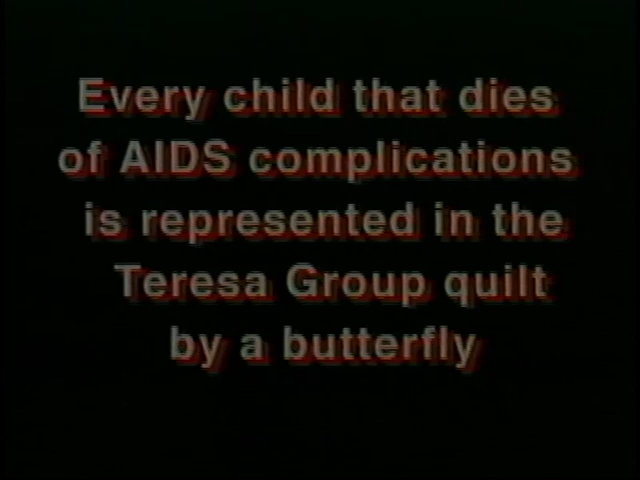 Every child that dies
of AIDS complications
is represented in the
Teresa Group quilt
by a butterfly